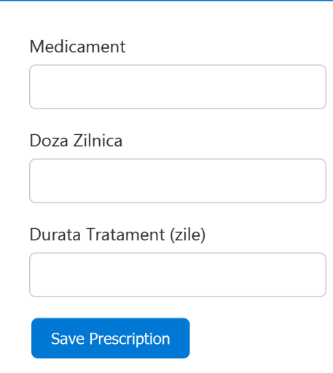 Medicament
Doza Zilnica
Durata Tratament (zile)
Save Prescription